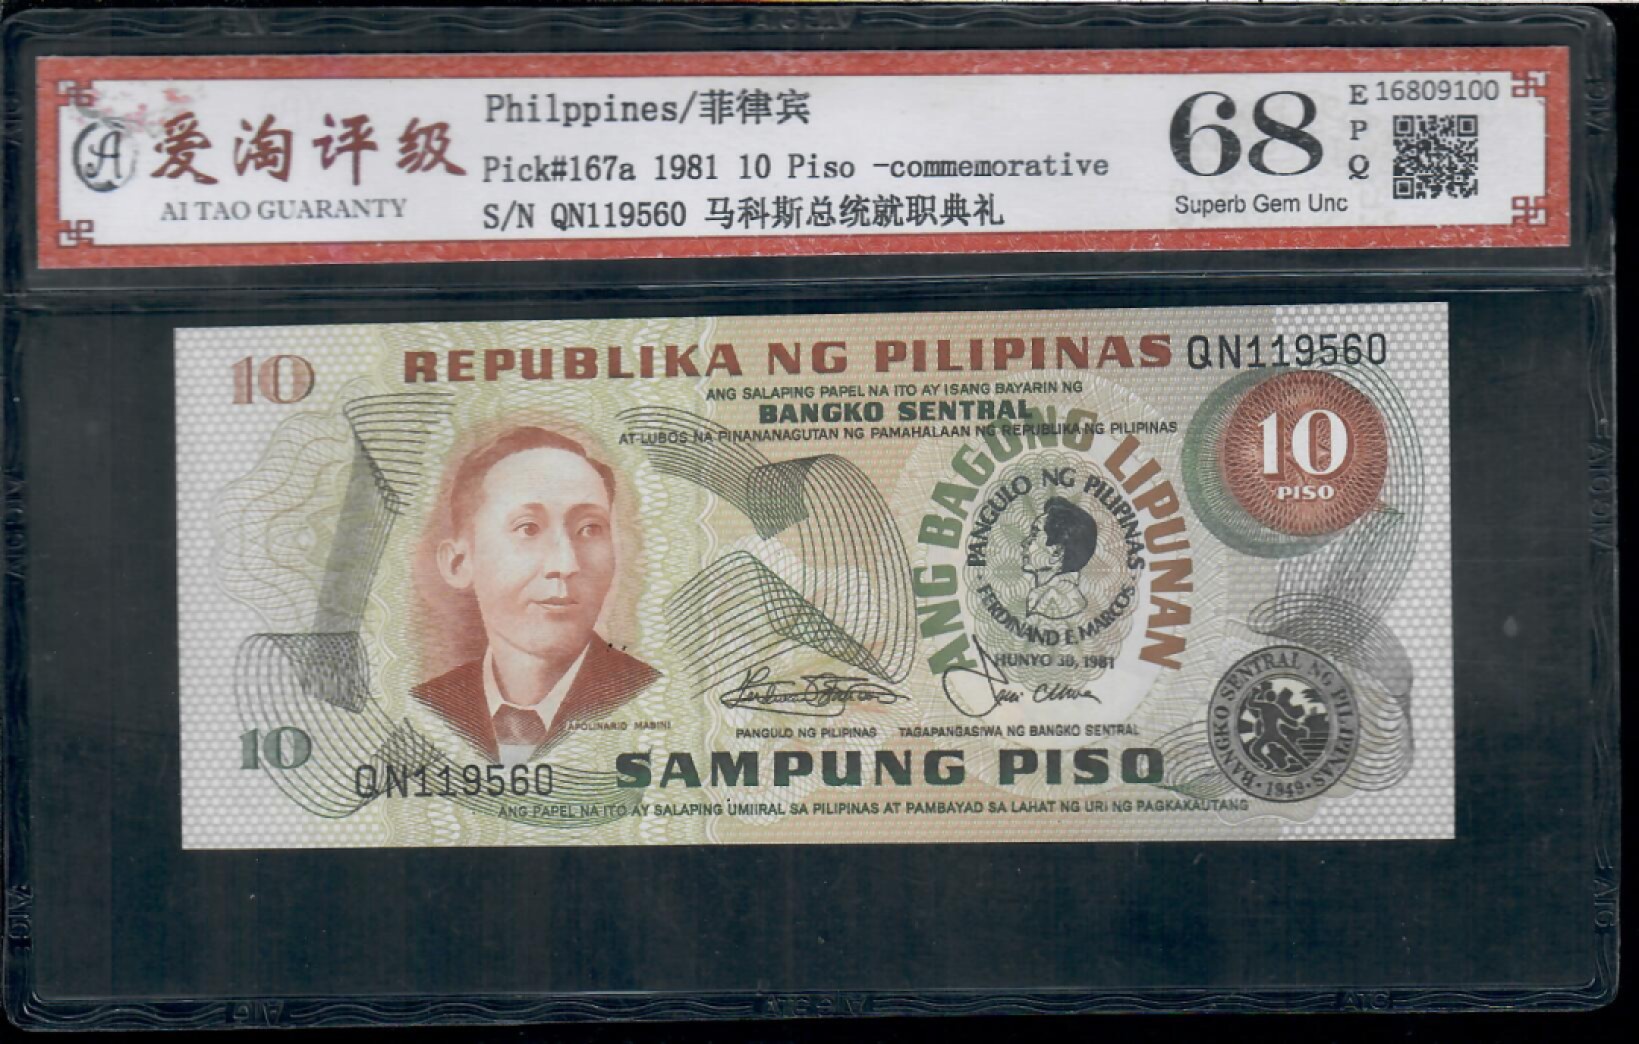 爱淘评级
AI TAO GUARANTY
Philppines/菲律宾
Pick#167a 1981 10 Piso -commemorative
S/N QN119560 马科斯总统就职典礼
68
Superb Gem Unc
EPQ
16809100
10
REPUBLIKA NG PILIPINAS
QN119560
ANG SALAPING PAPEL NA ITO AY ISANG BAYARIN NG
BANGKO SENTRAL
AT LUBOS NA PINANANAGUTAN NG PAMAHALAAN NG REPUBLIKA NG PILIPINAS
10
PISO
ANG BAGONG LIPUNAN
PANGULO NG PILIPINAS
FERDINAND E. MARCOS
HUNYO 30, 1981
APOLINARIO MABINI
PANGULO NG PILIPINAS
TAGAPANGASIWA NG BANGKO SENTRAL
BANGKO SENTRAL NG PILIPINAS
1949
10
QN119560
SAMPUNG PISO
ANG PAPEL NA ITO AY SALAPING UMIIRAL SA PILIPINAS AT PAMBAYAD SA LAHAT NG URI NG PAGKAKAUTANG